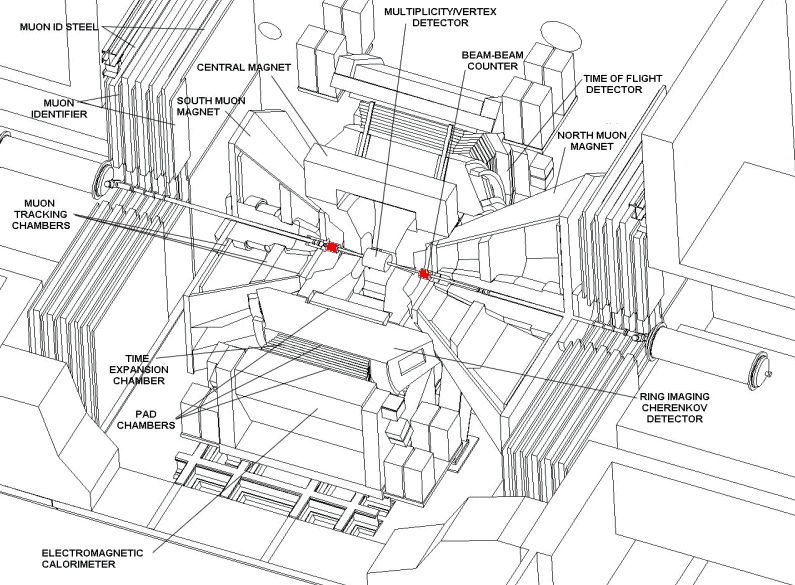 MULTIPLICITY/VERTEX
DETECTOR
MUON ID STEEL
BEAM-BEAM
COUNTER
CENTRAL MAGNET
TIME OF FLIGHT
DETECTOR
MUON
IDENTIFIER
SOUTH MUON
MAGNET
NORTH MUON
MAGNET
MUON
TRACKING
CHAMBERS
TIME
EXPANSION
CHAMBER
PAD
CHAMBERS
RING IMAGING
CHERENKOV
DETECTOR
ELECTROMAGNETIC
CALORIMETER